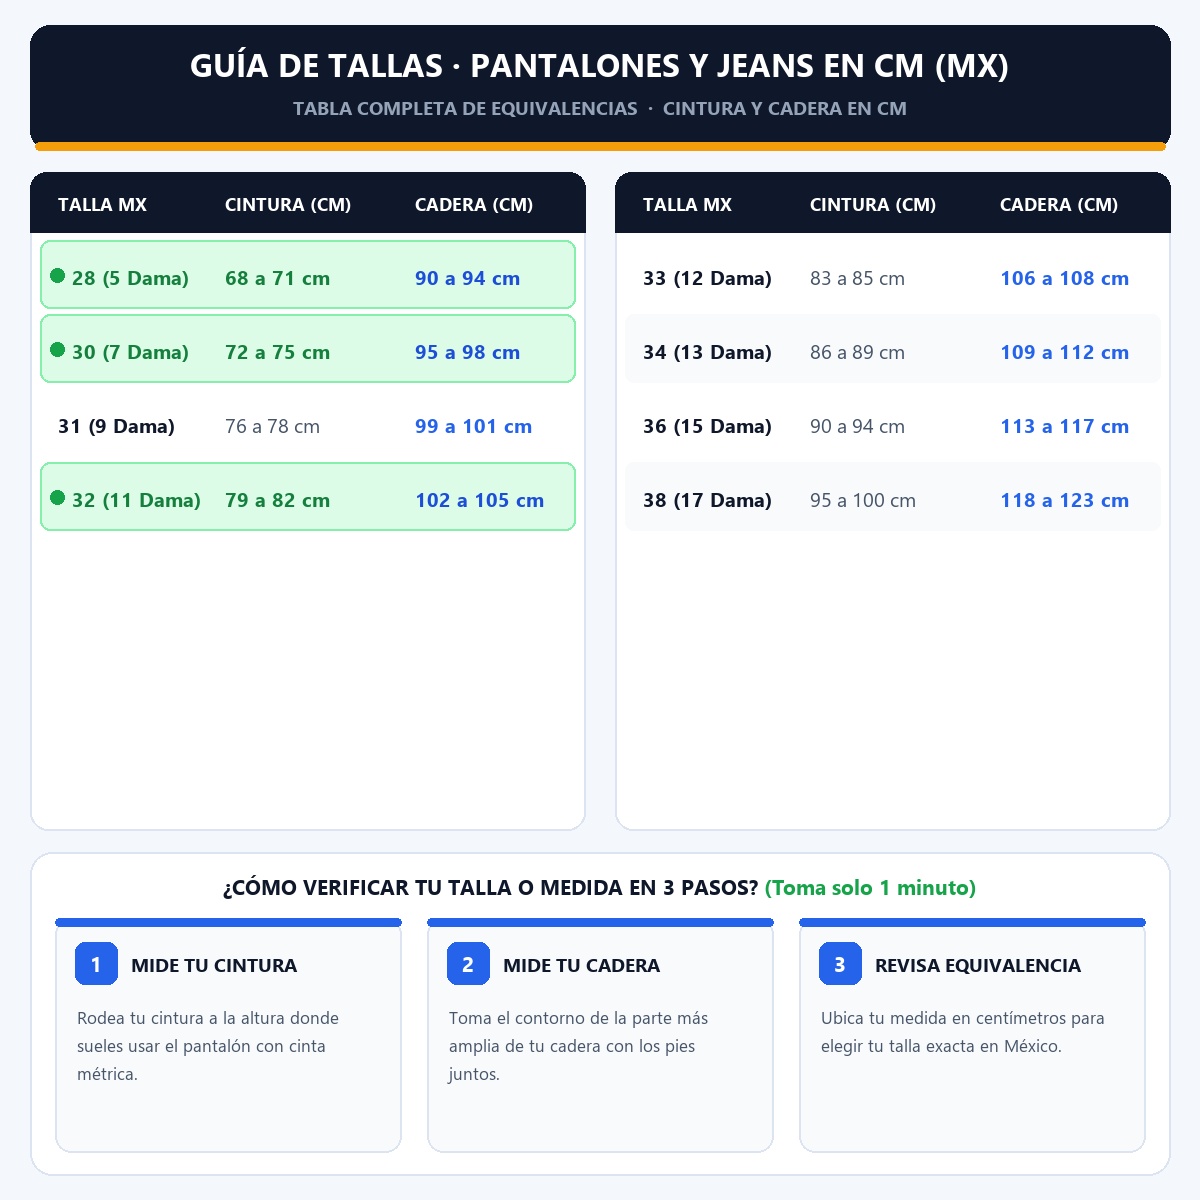 GUÍA DE TALLAS · PANTALONES Y JEANS EN CM (MX)
TABLA COMPLETA DE EQUIVALENCIAS · CINTURA Y CADERA EN CM
TALLA MX CINTURA (CM) CADERA (CM)
28 (5 Dama) 68 a 71 cm 90 a 94 cm
30 (7 Dama) 72 a 75 cm 95 a 98 cm
31 (9 Dama) 76 a 78 cm 99 a 101 cm
32 (11 Dama) 79 a 82 cm 102 a 105 cm
TALLA MX CINTURA (CM) CADERA (CM)
33 (12 Dama) 83 a 85 cm 106 a 108 cm
34 (13 Dama) 86 a 89 cm 109 a 112 cm
36 (15 Dama) 90 a 94 cm 113 a 117 cm
38 (17 Dama) 95 a 100 cm 118 a 123 cm
¿CÓMO VERIFICAR TU TALLA O MEDIDA EN 3 PASOS? (Toma solo 1 minuto)
1 MIDE TU CINTURA
Rodea tu cintura a la altura donde
sueles usar el pantalón con cinta
métrica.
2 MIDE TU CADERA
Toma el contorno de la parte más
amplia de tu cadera con los pies
juntos.
3 REVISA EQUIVALENCIA
Ubica tu medida en centímetros para
elegir tu talla exacta en México.